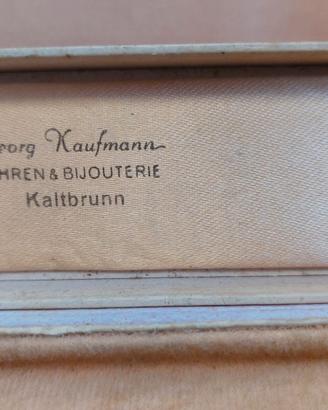 eorg Kaufmann
HREN & BIJOUTERIE
Kaltbrunn